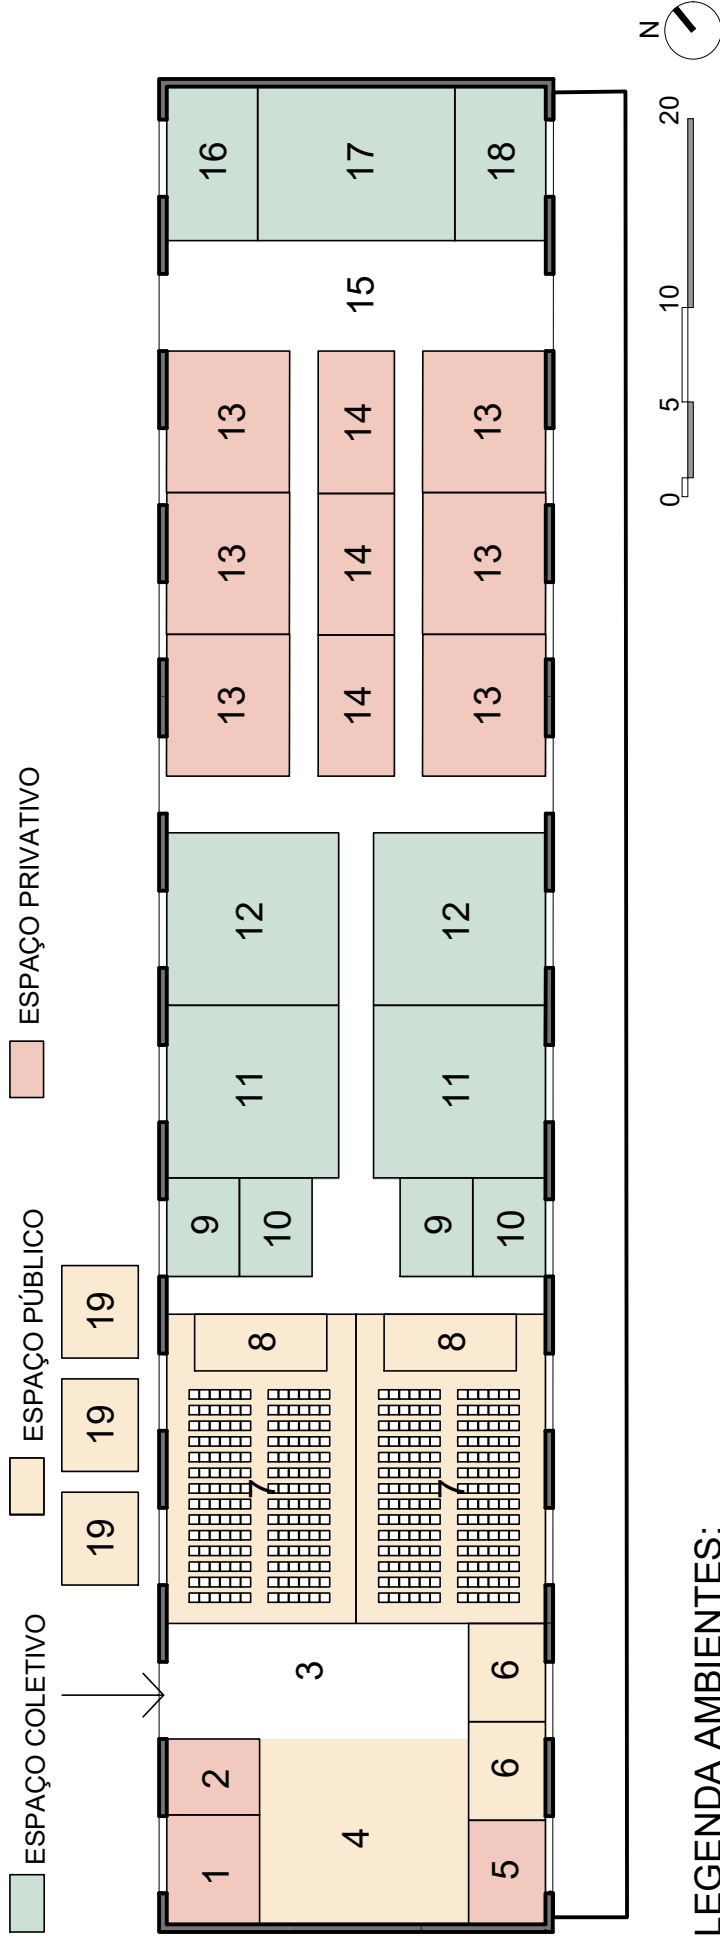 ESPAÇO COLETIVO
ESPAÇO PÚBLICO
ESPAÇO PRIVATIVO
19 19 19
1 2 9 11 12 13 13 13 16
10
7 8
3
4 14 14 14 15 17
7 8
9 11 12
5 6 6 10 13 13 13 18
0 5 10 20
N
LEGENDA AMBIENTES: